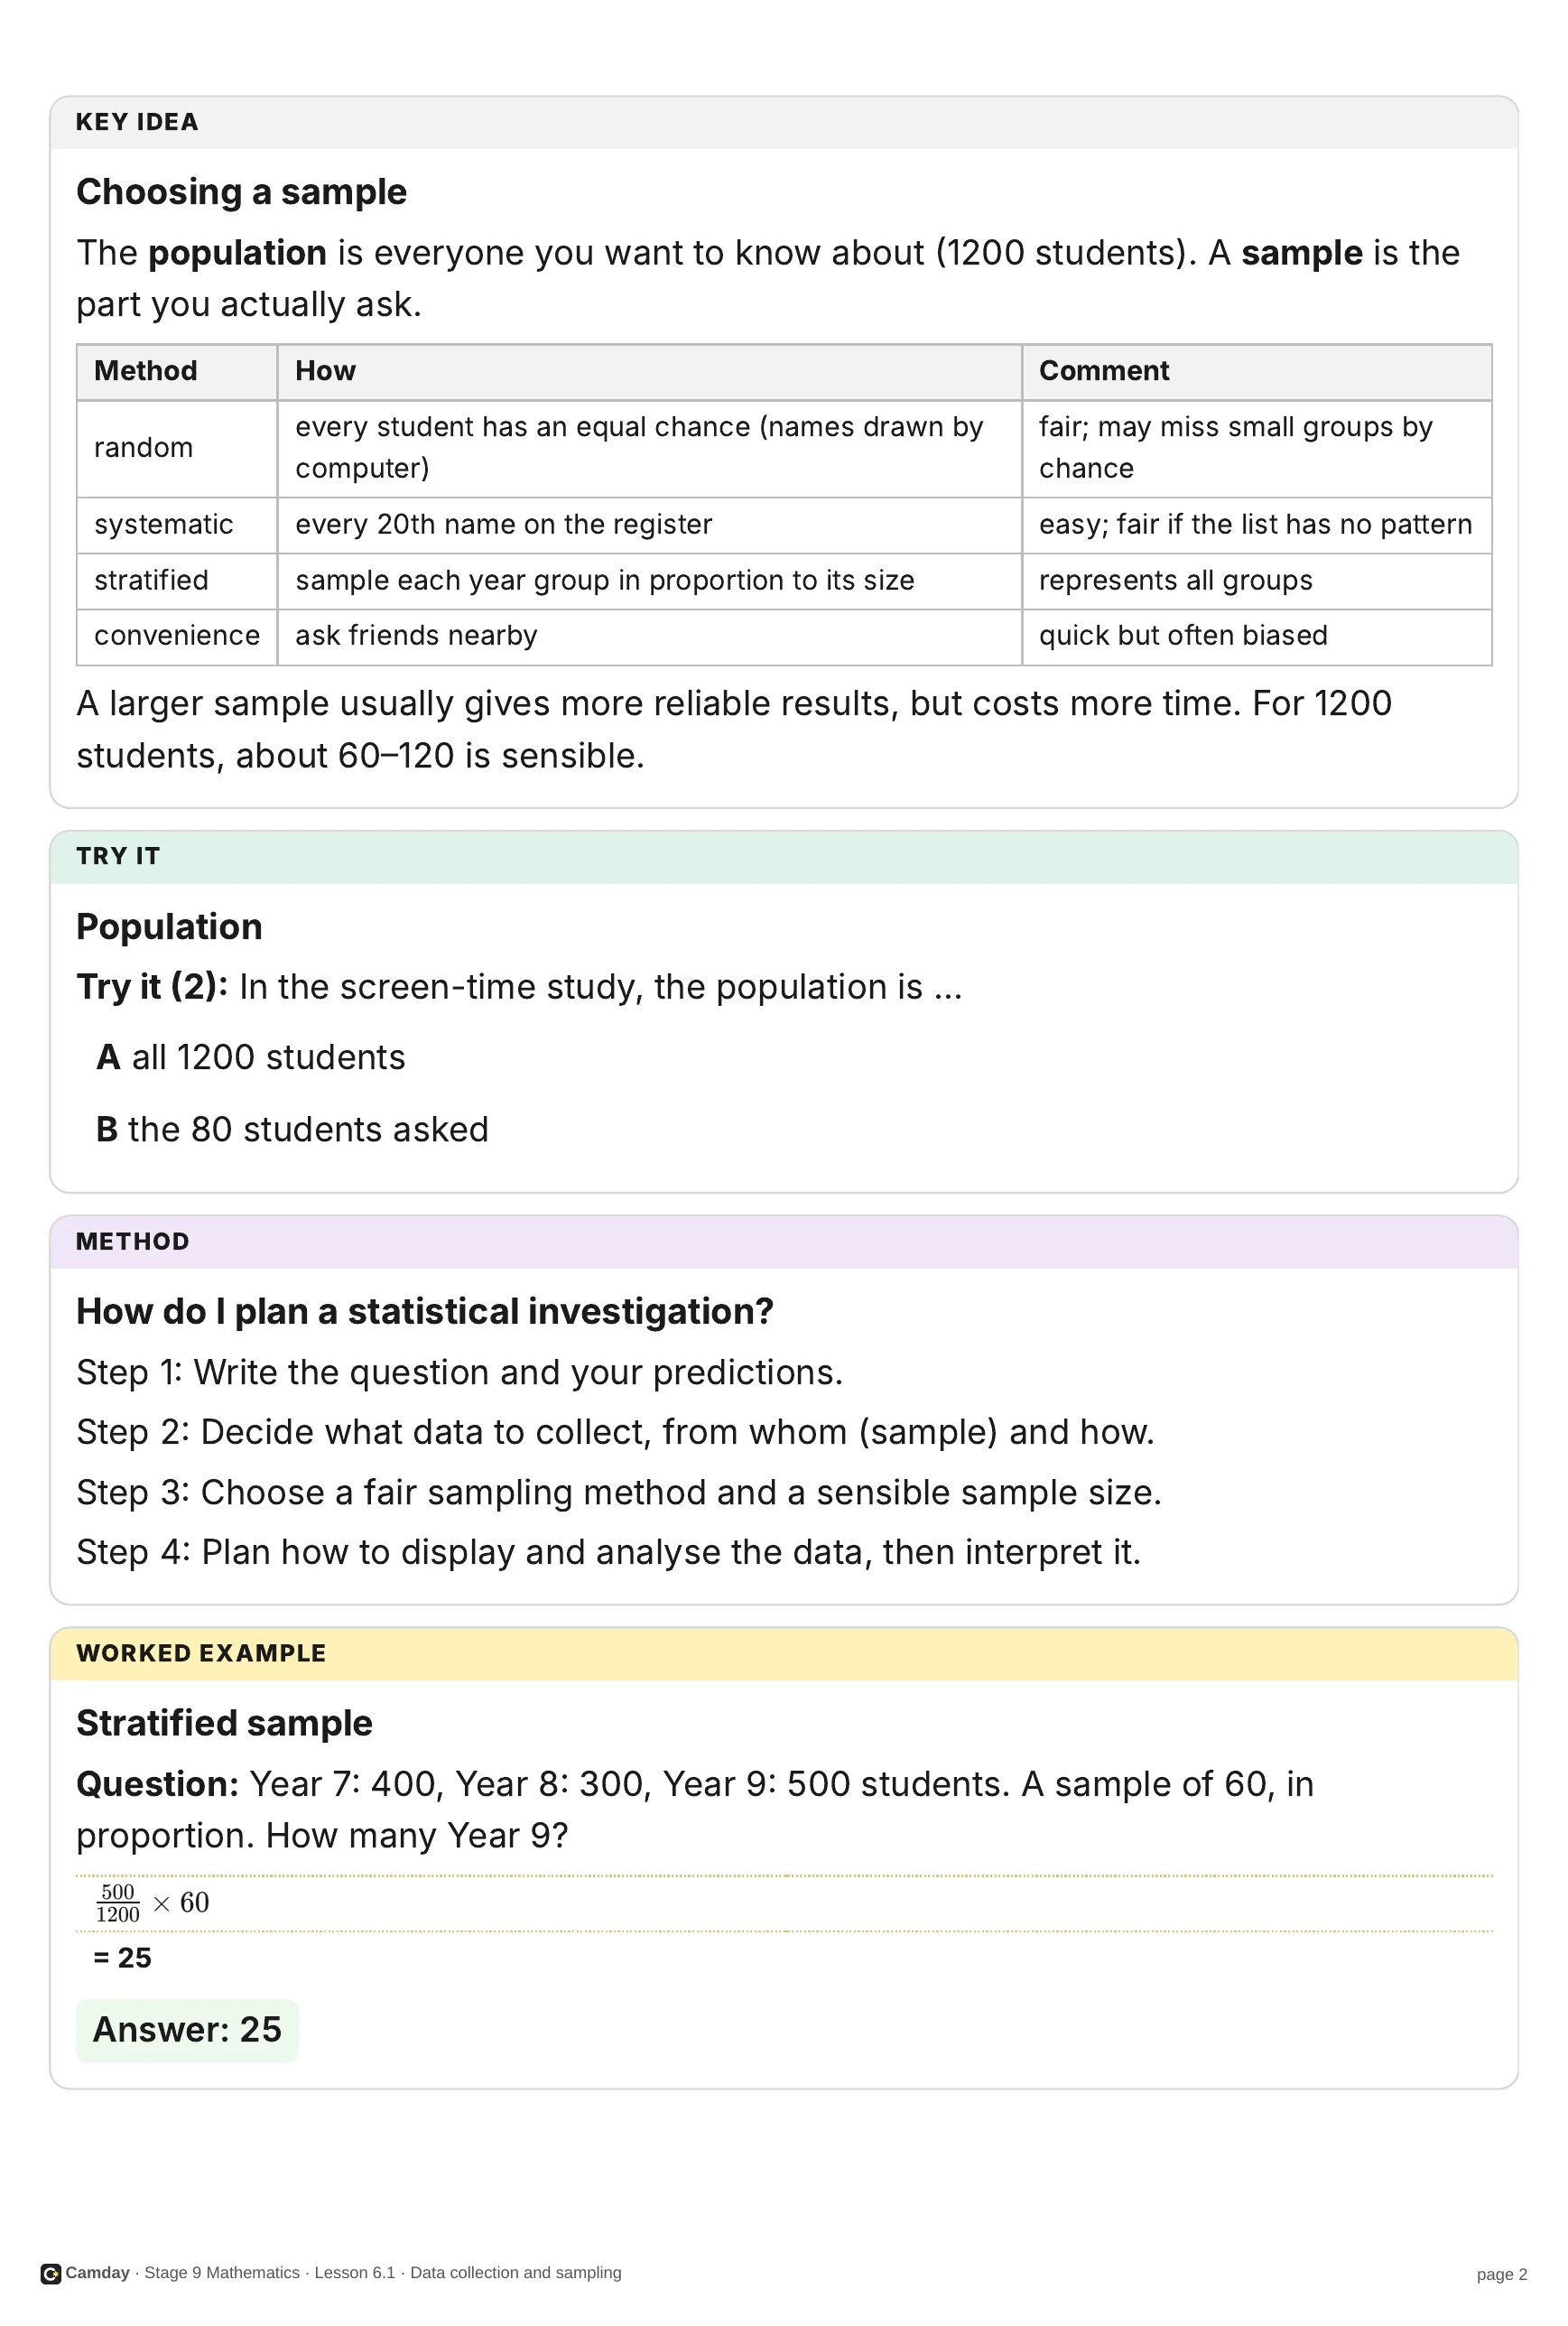 KEY IDEA
Choosing a sample
The population is everyone you want to know about (1200 students). A sample is the
part you actually ask.
Method How Comment
random every student has an equal chance (names drawn by computer) fair; may miss small groups by chance
systematic every 20th name on the register easy; fair if the list has no pattern
stratified sample each year group in proportion to its size represents all groups
convenience ask friends nearby quick but often biased
A larger sample usually gives more reliable results, but costs more time. For 1200
students, about 60–120 is sensible.
TRY IT
Population
Try it (2): In the screen-time study, the population is ...
A all 1200 students
B the 80 students asked
METHOD
How do I plan a statistical investigation?
Step 1: Write the question and your predictions.
Step 2: Decide what data to collect, from whom (sample) and how.
Step 3: Choose a fair sampling method and a sensible sample size.
Step 4: Plan how to display and analyse the data, then interpret it.
WORKED EXAMPLE
Stratified sample
Question: Year 7: 400, Year 8: 300, Year 9: 500 students. A sample of 60, in
proportion. How many Year 9?
500/1200 × 60
= 25
Answer: 25
Camday · Stage 9 Mathematics · Lesson 6.1 · Data collection and sampling page 2